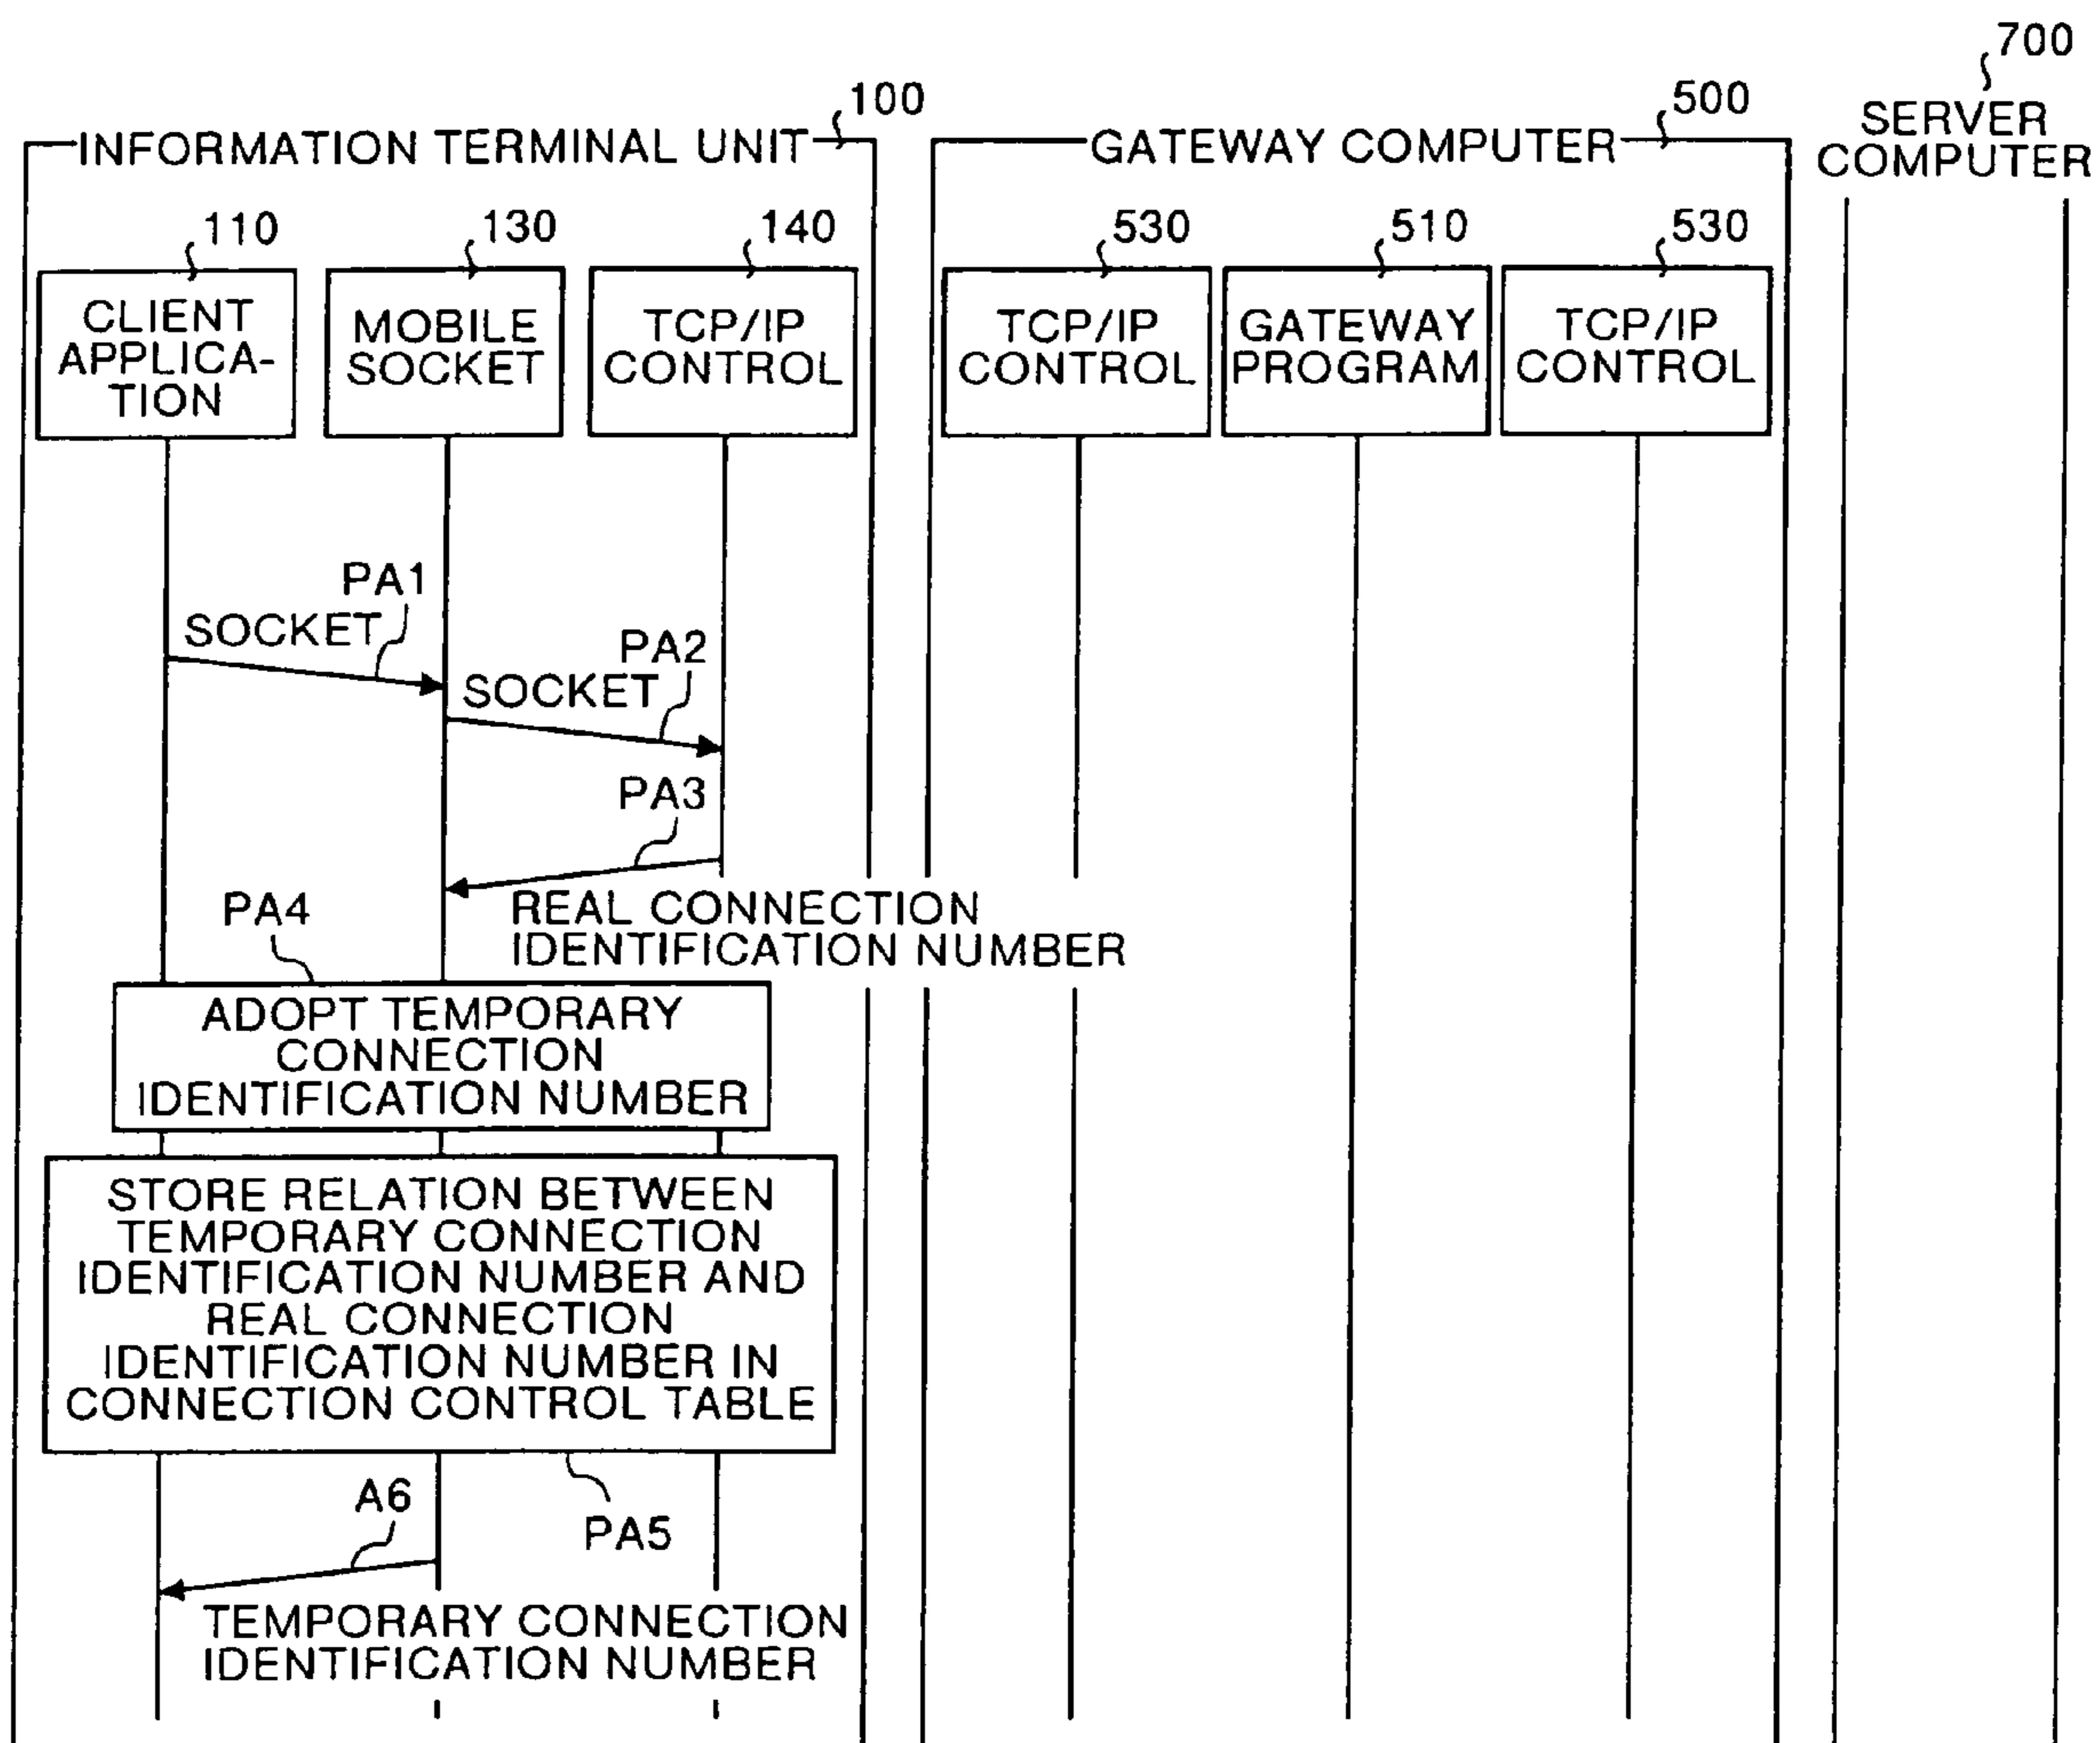 700
100
500
SERVER
COMPUTER
INFORMATION TERMINAL UNIT
GATEWAY COMPUTER
110
130
140
530
510
530
CLIENT
APPLICA-
TION
MOBILE
SOCKET
TCP/IP
CONTROL
TCP/IP
CONTROL
GATEWAY
PROGRAM
TCP/IP
CONTROL
PA1
SOCKET
PA2
SOCKET
PA3
REAL CONNECTION
IDENTIFICATION NUMBER
PA4
ADOPT TEMPORARY
CONNECTION
IDENTIFICATION NUMBER
STORE RELATION BETWEEN
TEMPORARY CONNECTION
IDENTIFICATION NUMBER AND
REAL CONNECTION
IDENTIFICATION NUMBER IN
CONNECTION CONTROL TABLE
A6
PA5
TEMPORARY CONNECTION
IDENTIFICATION NUMBER